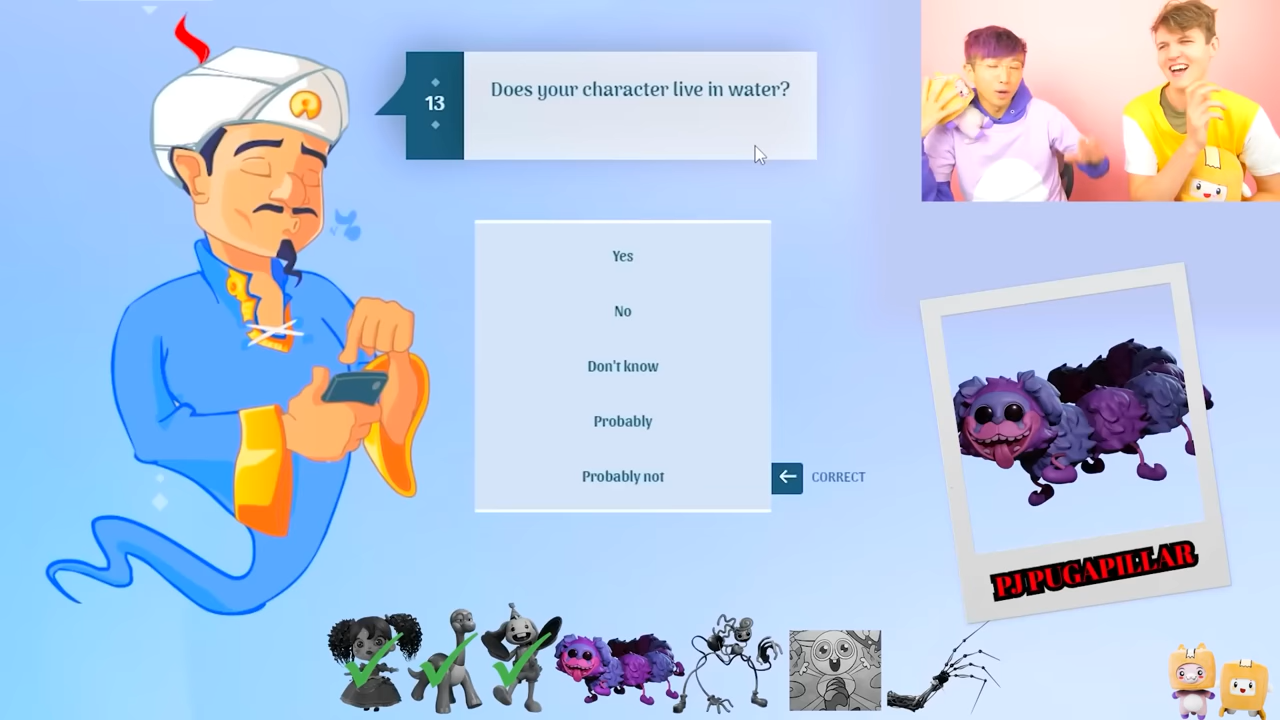 13
Does your character live in water?
Yes
No
Don't know
Probably
Probably not
CORRECT
PJ PUGAPILLAR